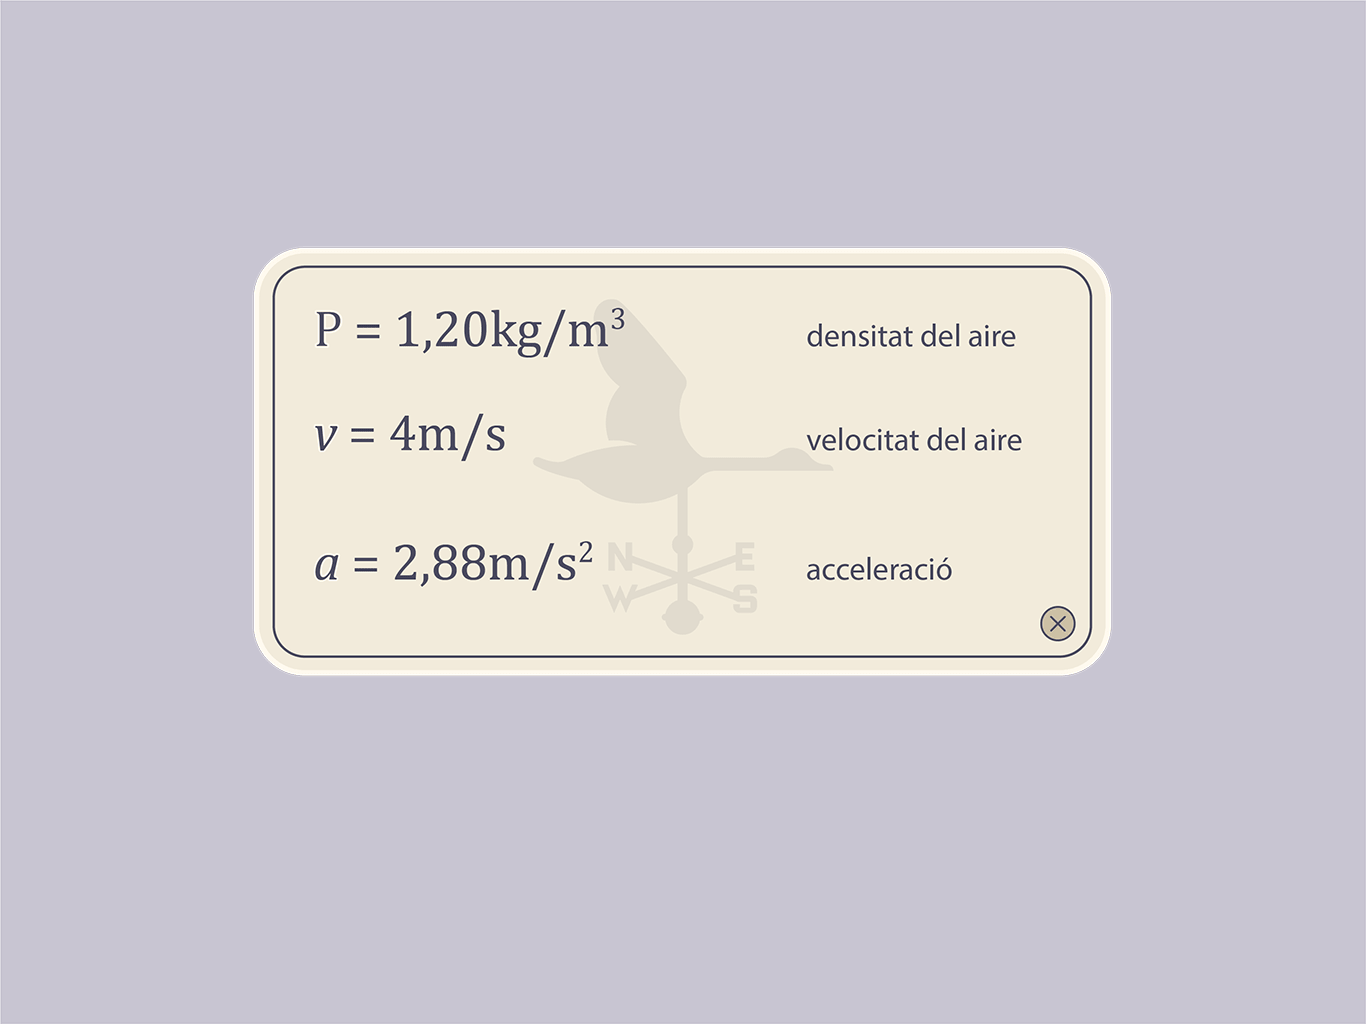 P = 1,20kg/m³ densitat del aire
v = 4m/s velocitat del aire
a = 2,88m/s² acceleració
N E
W S